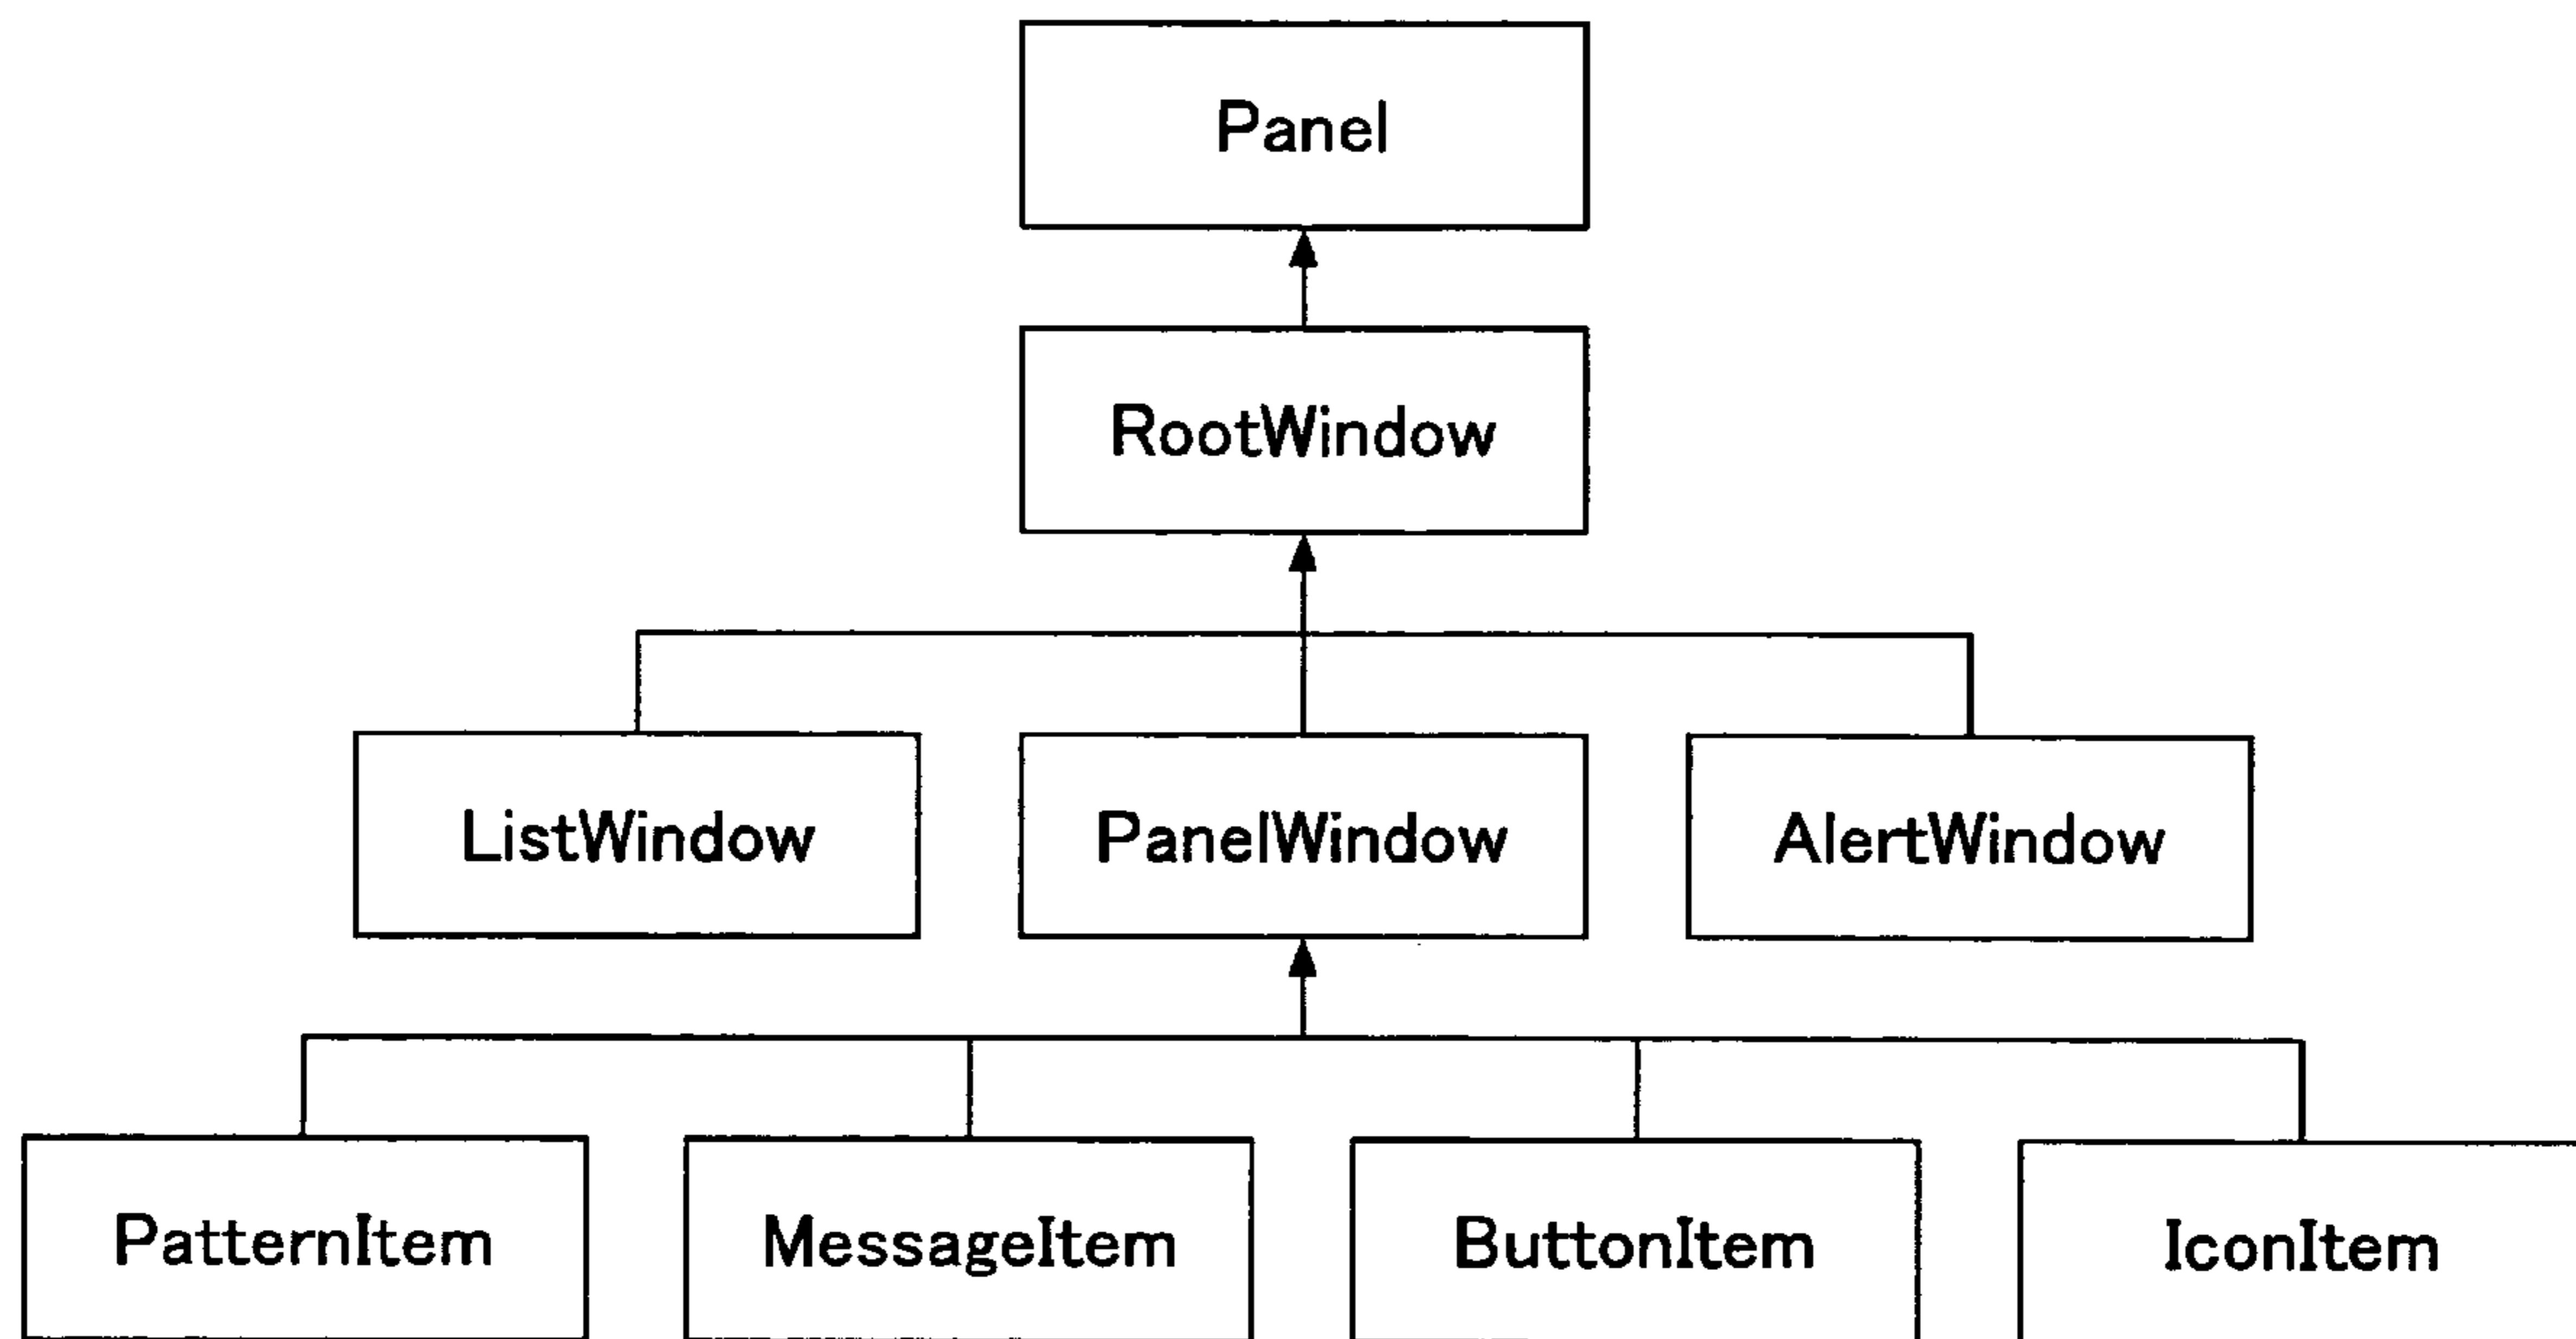 Panel
RootWindow
ListWindow
PanelWindow
AlertWindow
PatternItem
MessageItem
ButtonItem
IconItem